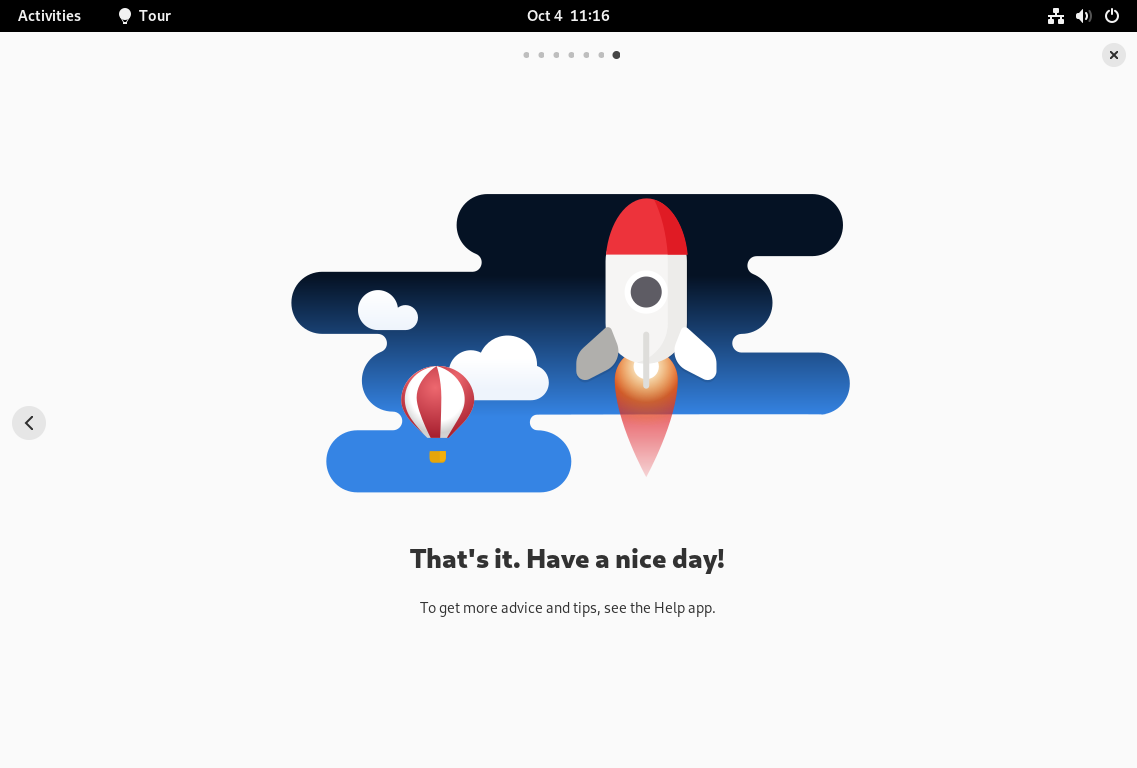 Activities Tour Oct 4 11:16
That's it. Have a nice day!
To get more advice and tips, see the Help app.